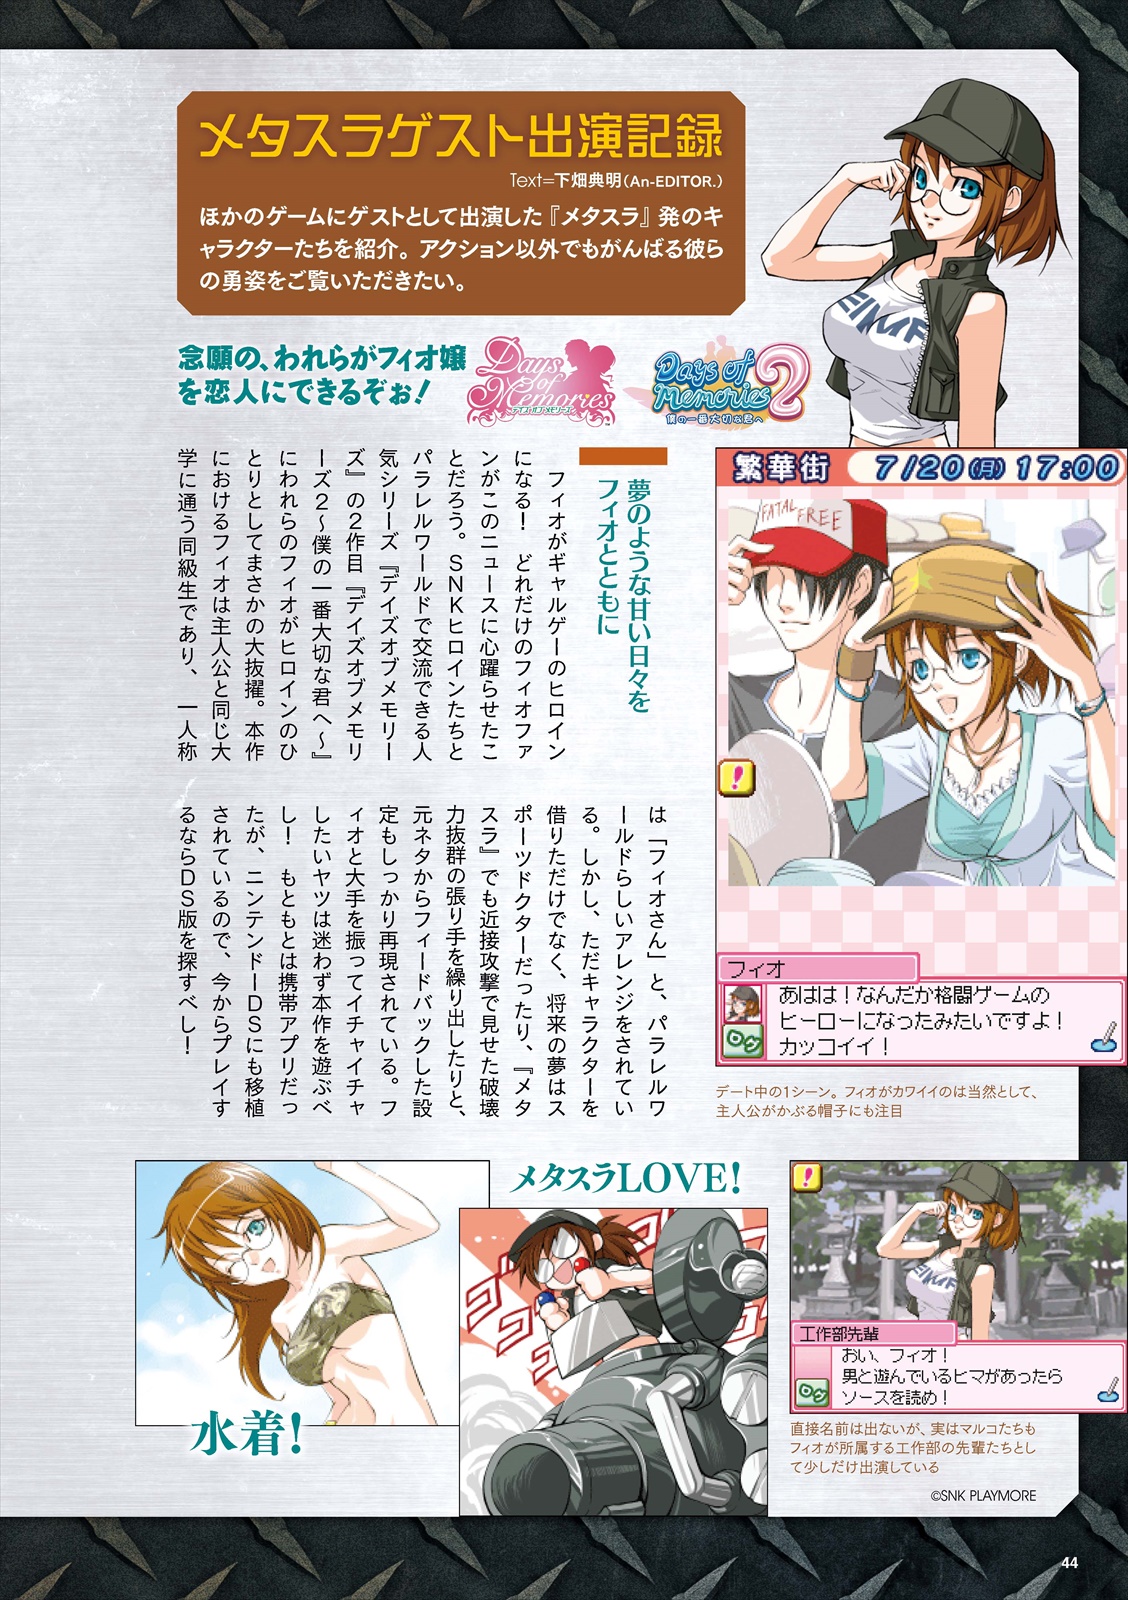 メタスラゲスト出演記録
Text=下畑典明(An-EDITOR.)
ほかのゲームにゲストとして出演した『メタスラ』発のキ
ャラクターたちを紹介。アクション以外でもがんばる彼ら
の勇姿をご覧いただきたい。
念願の、われらがフィオ嬢
を恋人にできるぞぉ!
Days
of
Memories
デイズ・オブ・メモリーズ
Days of
Memories 2
僕の一番大切な君へ
夢のような甘い日々を
フィオとともに
フィオがギャルゲーのヒロイン
になる! どれだけのフィオファ
ンがこのニュースに心躍らせたこ
とだろう。SNKヒロインたちと
パラレルワールドで交流できる人
気シリーズ『デイズオブメモリー
ズ』の2作目『デイズオブメモリ
ーズ2〜僕の一番大切な君へ〜』
にわれらのフィオがヒロインのひ
とりとしてまさかの大抜擢。本作
におけるフィオは主人公と同じ大
学に通う同級生であり、一人称
は「フィオさん」と、パラレルワ
ールドらしいアレンジをされてい
る。しかし、ただキャラクターを
借りただけでなく、将来の夢はス
ポーツドクターだったり、『メタ
スラ』でも近接攻撃で見せた破壊
力抜群の張り手を繰り出したりと、
元ネタからフィードバックした設
定もしっかり再現されている。フ
ィオと大手を振ってイチャイチャ
したいヤツは迷わず本作を遊ぶべ
し! もともとは携帯アプリだっ
たが、ニンテンドーDSにも移植
されているので、今からプレイす
るならDS版を探すべし!
繁華街 7/20(月) 17:00
FATAL FREE
フィオ
あはは!なんだか格闘ゲームの
ヒーローになったみたいですよ!
カッコイイ!
ログ
デート中の1シーン。フィオがカワイイのは当然として、
主人公がかぶる帽子にも注目
水着!
メタスラLOVE!
ゴゴゴ
工作部先輩
おい、フィオ!
男と遊んでいるヒマがあったら
ソースを読め!
ログ
直接名前は出ないが、実はマルコたちも
フィオが所属する工作部の先輩たちとし
て少しだけ出演している
©SNK PLAYMORE
44